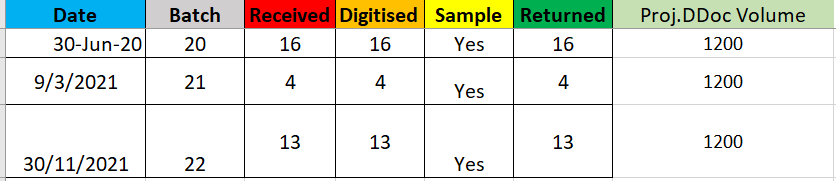 Date Batch Received Digitised Sample Returned Proj.DDoc Volume
30-Jun-20 20 16 16 Yes 16 1200
9/3/2021 21 4 4 Yes 4 1200
30/11/2021 22 13 13 Yes 13 1200